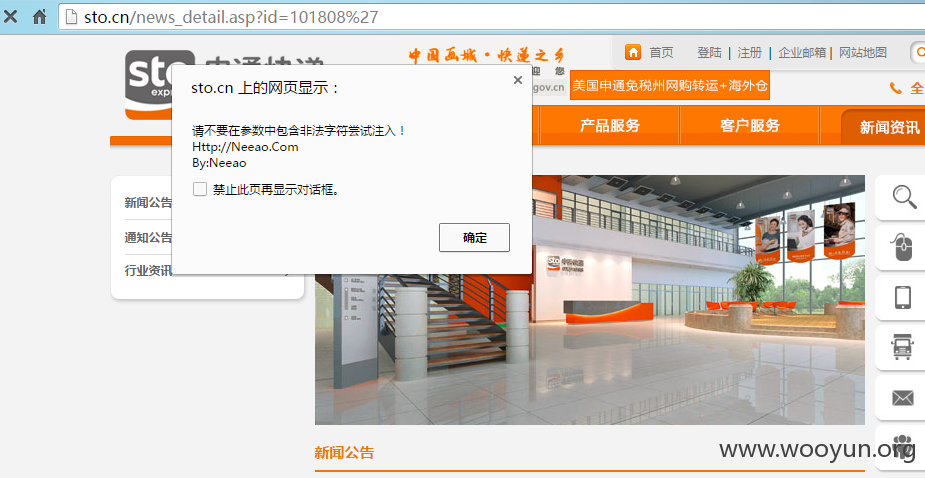 sto.cn/news_detail.asp?id=101808%27
sto
expr
申通快递
中国画城·快递之乡
迎 您
gov.cn
首页 登陆 | 注册 | 企业邮箱 | 网站地图
美国申通免税州网购转运+海外仓
全
产品服务 客户服务 新闻资讯
sto.cn 上的网页显示：
请不要在参数中包含非法字符尝试注入！
Http://Neeao.Com
By:Neeao
禁止此页再显示对话框。
确定
新闻公告
通知公告
行业资讯
sto 申通快递
新闻公告
www.wooyun.org